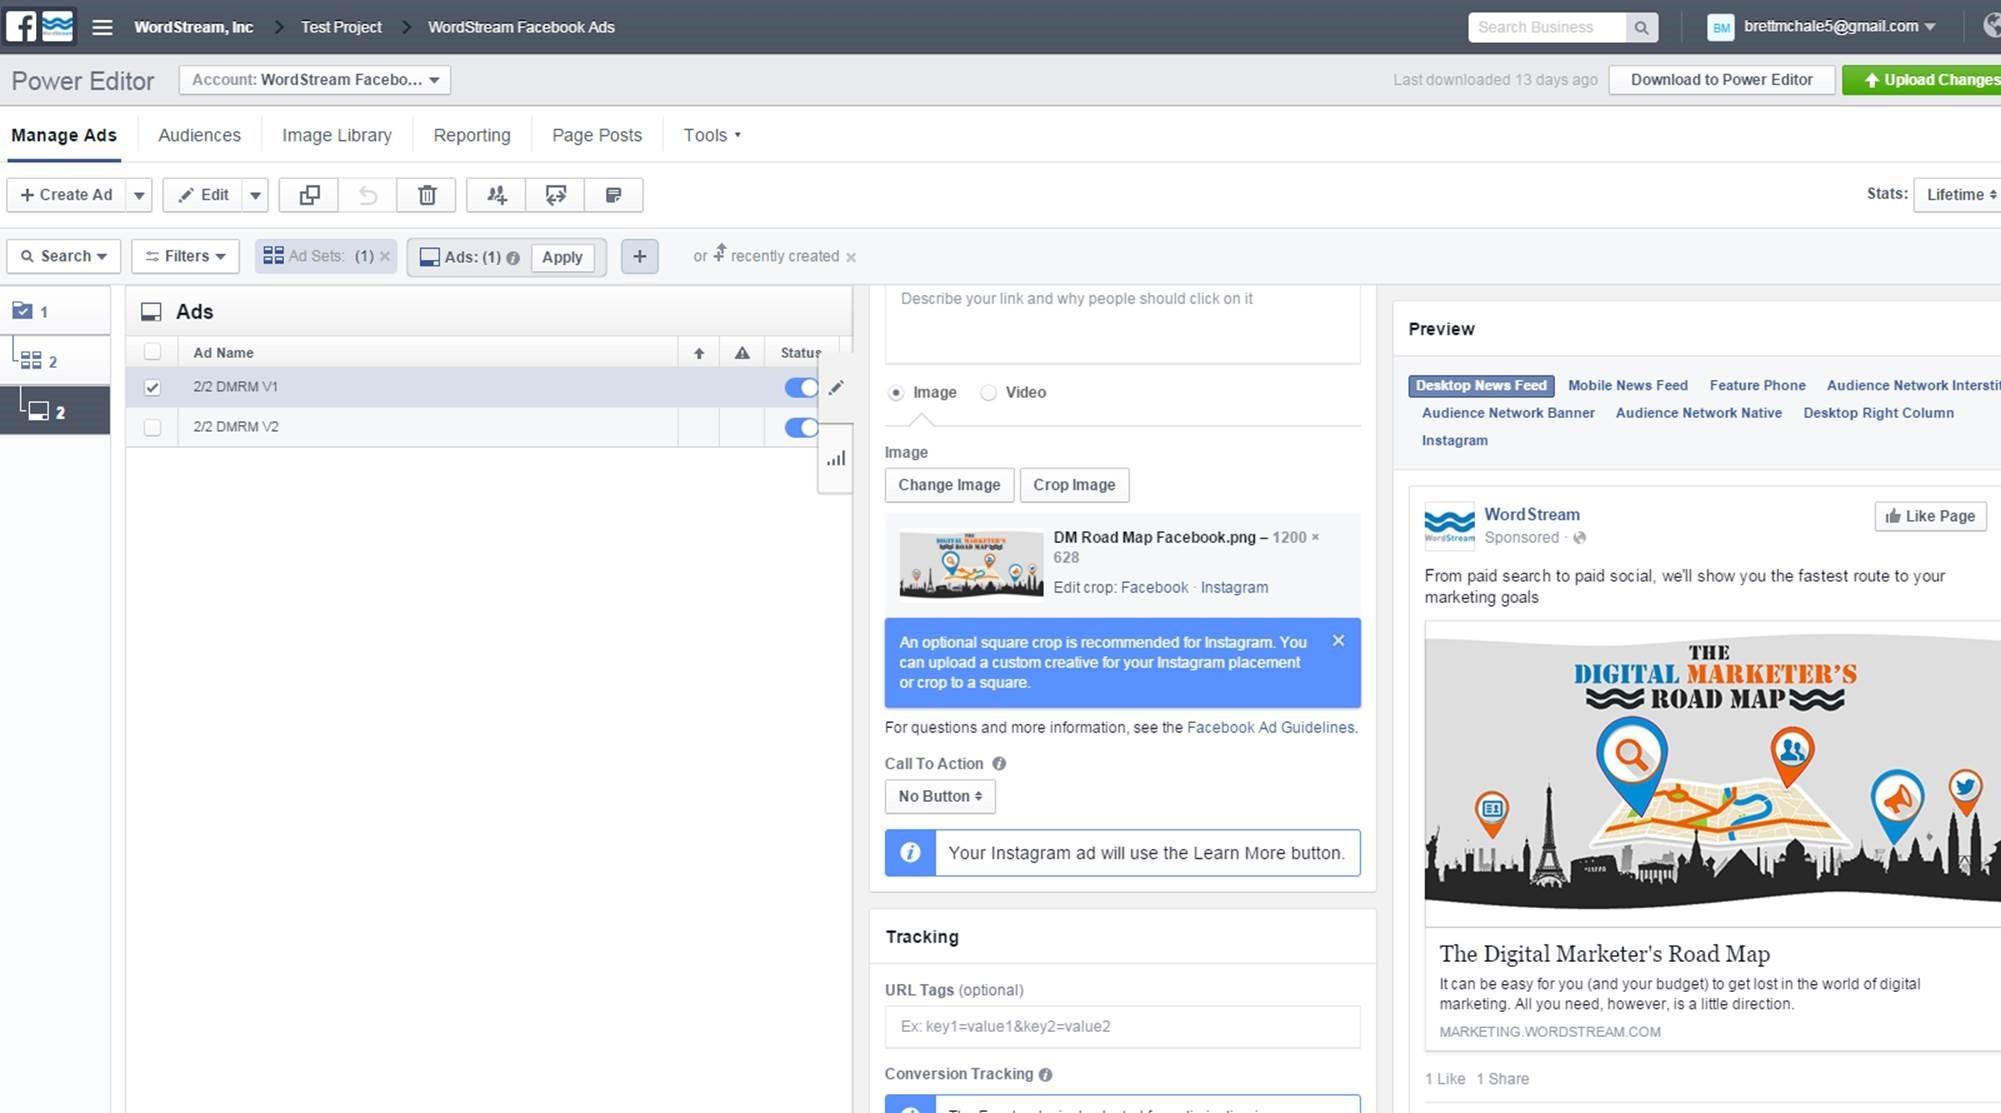 WordStream, Inc > Test Project > WordStream Facebook Ads
Search Business
BM brettmchale5@gmail.com
Power Editor
Account: WordStream Facebo...
Last downloaded 13 days ago
Download to Power Editor
Upload Changes
Manage Ads
Audiences
Image Library
Reporting
Page Posts
Tools
+ Create Ad
Edit
Stats: Lifetime
Search
Filters
Ad Sets: (1)
Ads: (1)
Apply
+
or recently created
1
2
2
Ads
Ad Name
Status
2/2 DMRM V1
2/2 DMRM V2
Describe your link and why people should click on it
Image
Video
Image
Change Image
Crop Image
THE
DIGITAL MARKETER'S
ROAD MAP
DM Road Map Facebook.png – 1200 ×
628
Edit crop: Facebook · Instagram
An optional square crop is recommended for Instagram. You
can upload a custom creative for your Instagram placement
or crop to a square.
For questions and more information, see the Facebook Ad Guidelines.
Call To Action
No Button
Your Instagram ad will use the Learn More button.
Tracking
URL Tags (optional)
Ex: key1=value1&key2=value2
Conversion Tracking
Preview
Desktop News Feed
Mobile News Feed
Feature Phone
Audience Network Interstit
Audience Network Banner
Audience Network Native
Desktop Right Column
Instagram
WordStream
WordStream
Sponsored ·
Like Page
From paid search to paid social, we'll show you the fastest route to your
marketing goals
THE
DIGITAL MARKETER'S
ROAD MAP
The Digital Marketer's Road Map
It can be easy for you (and your budget) to get lost in the world of digital
marketing. All you need, however, is a little direction.
MARKETING.WORDSTREAM.COM
1 Like 1 Share